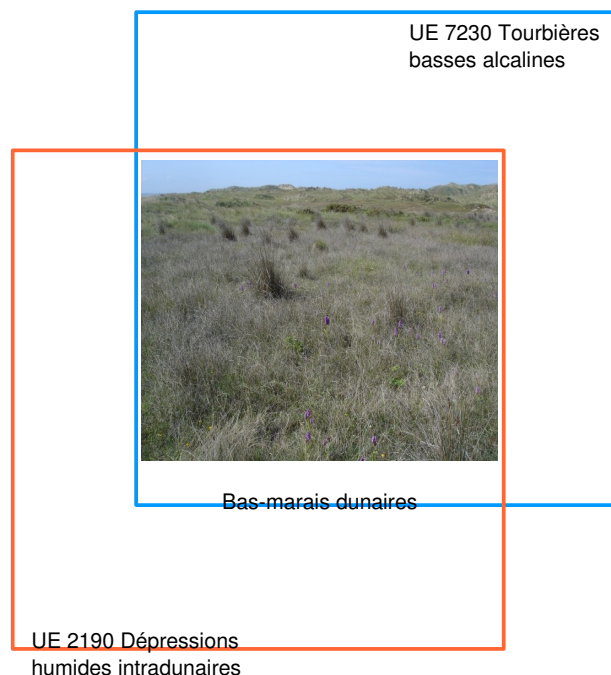 UE 7230 Tourbières
basses alcalines
Bas-marais dunaires
UE 2190 Dépressions
humides intradunaires